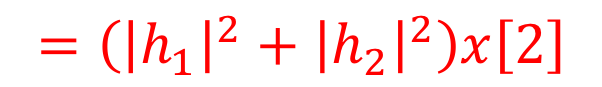 = (|h₁|² + |h₂|²)x[2]